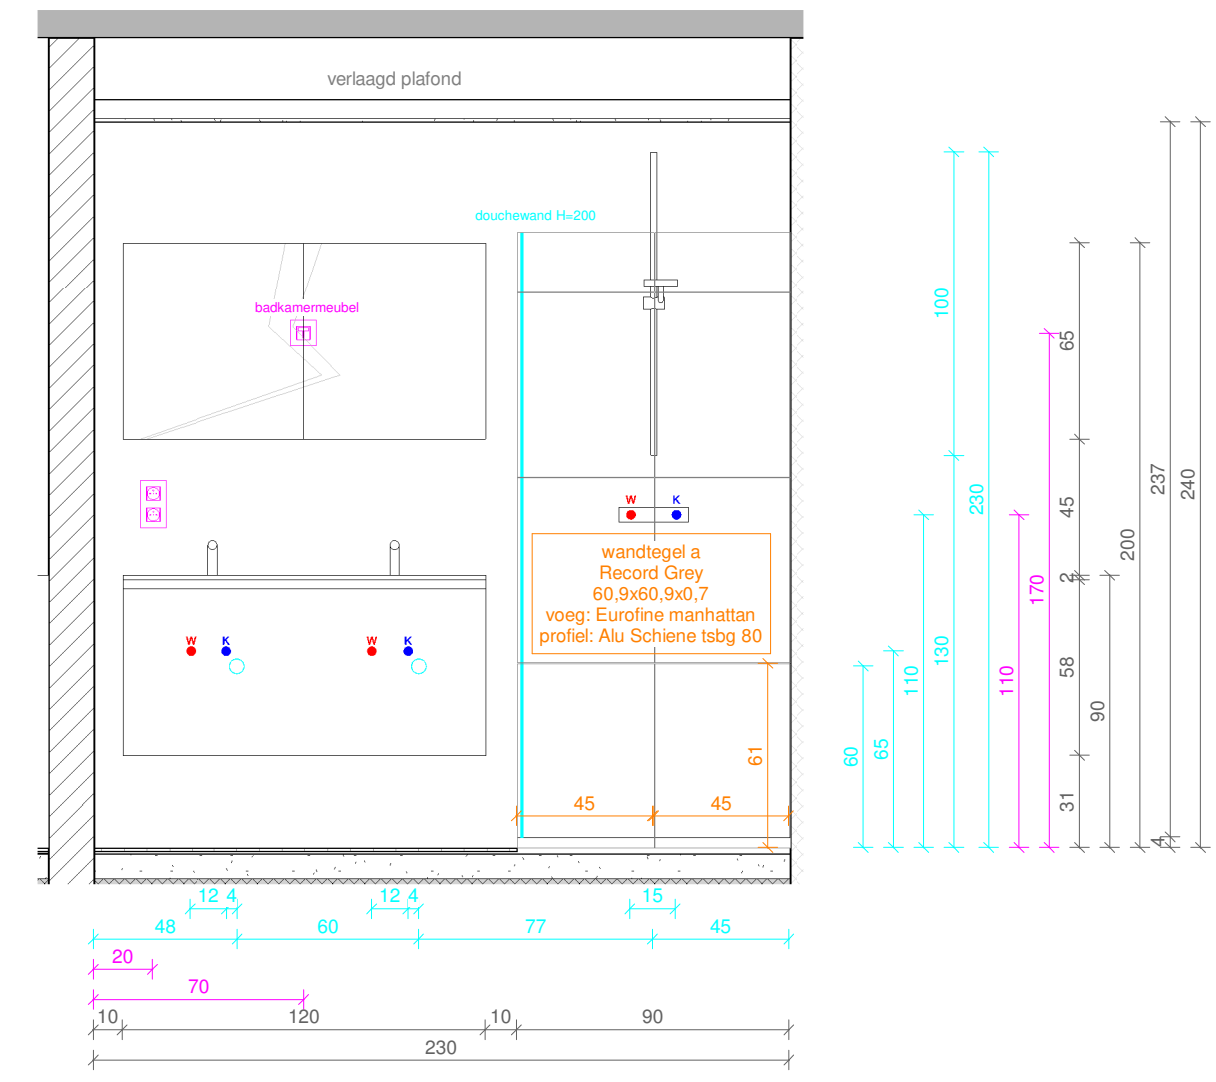 verlaagd plafond
douchewand H=200
badkamermeubel
W K
wandtegel a
Record Grey
60,9x60,9x0,7
voeg: Eurofine manhattan
profiel: Alu Schiene tsbg 80
W K W K
61
45 45
100
65
237
240
45
230
200
2
170
130
110
110
58
90
65
60
31
4
12 4 12 4 15
48 60 77 45
20
70
10 120 10 90
230